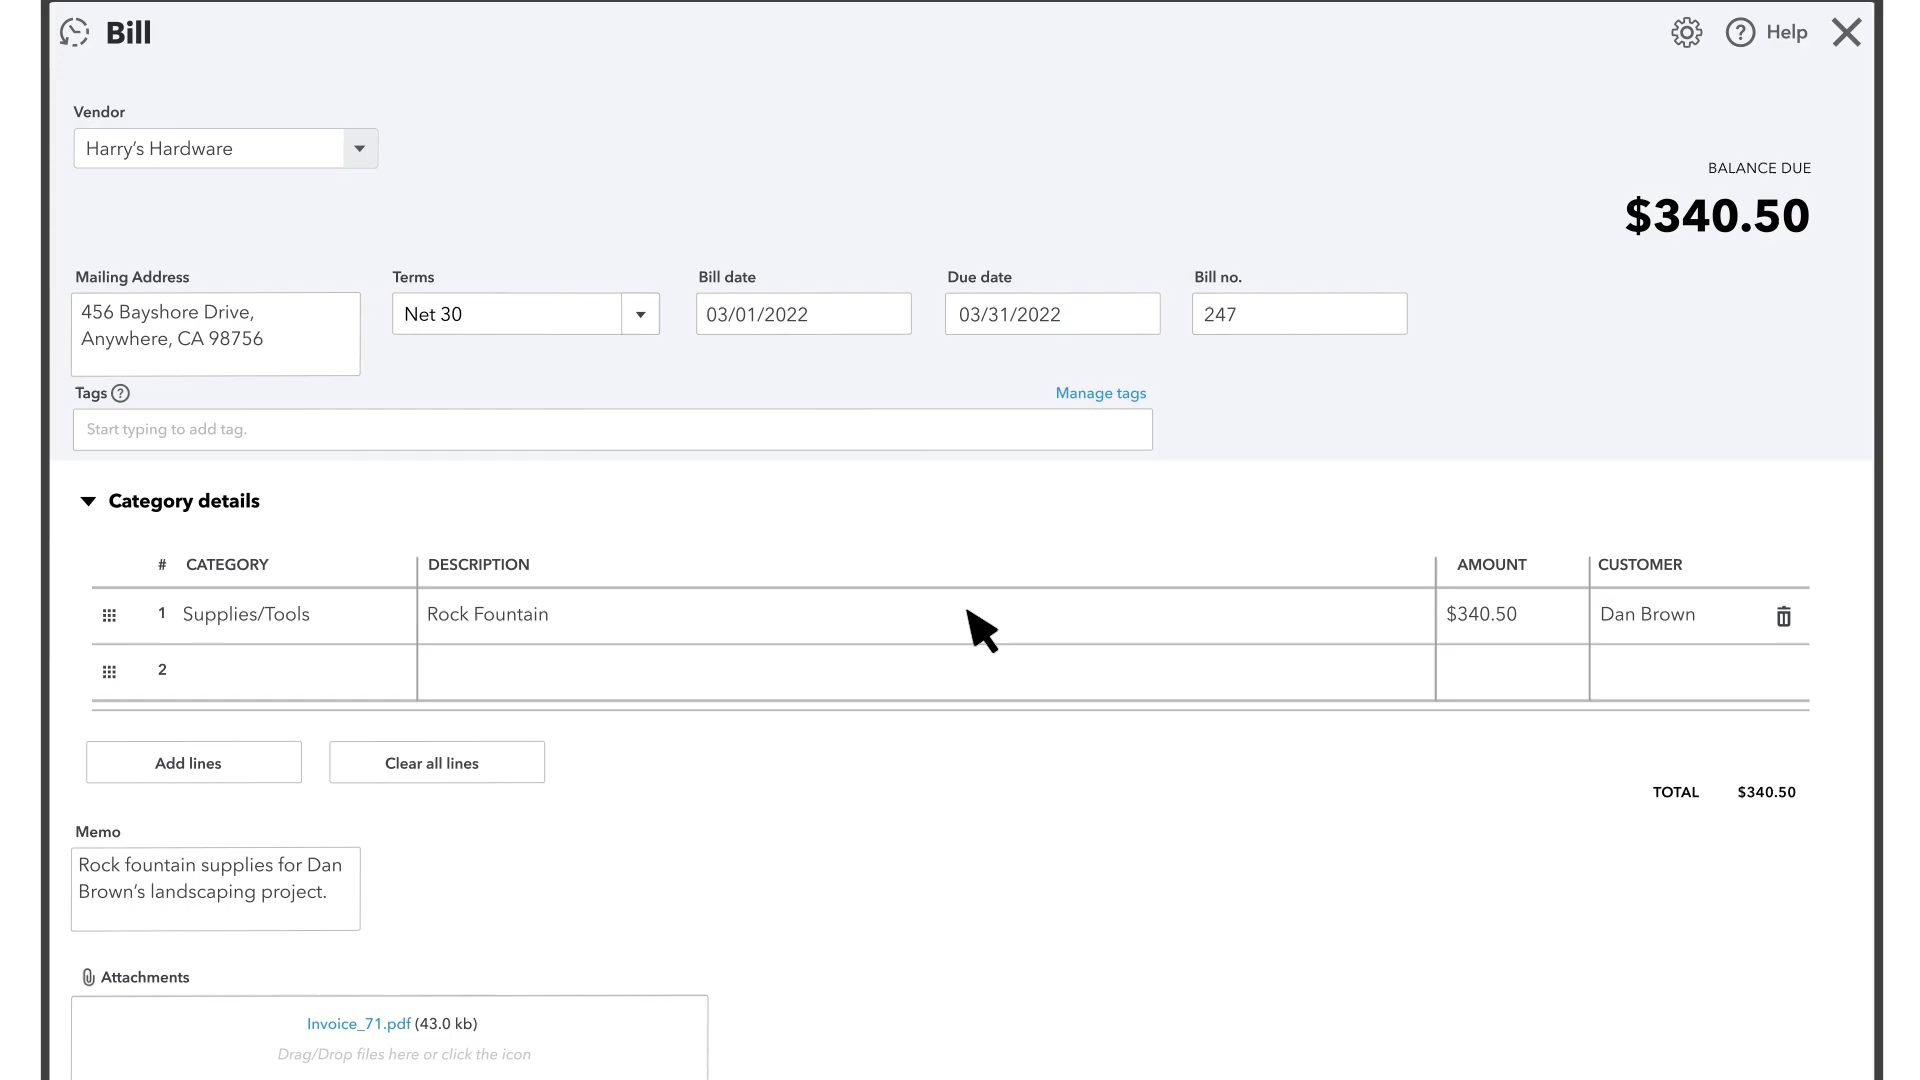 Bill
? Help
Vendor
Harry’s Hardware
BALANCE DUE
$340.50
Mailing Address
Terms
Bill date
Due date
Bill no.
456 Bayshore Drive,
Anywhere, CA 98756
Net 30
03/01/2022
03/31/2022
247
Tags ?
Manage tags
Start typing to add tag.
Category details
# CATEGORY DESCRIPTION AMOUNT CUSTOMER
1 Supplies/Tools Rock Fountain $340.50 Dan Brown
2
Add lines
Clear all lines
TOTAL $340.50
Memo
Rock fountain supplies for Dan
Brown’s landscaping project.
Attachments
Invoice_71.pdf (43.0 kb)
Drag/Drop files here or click the icon